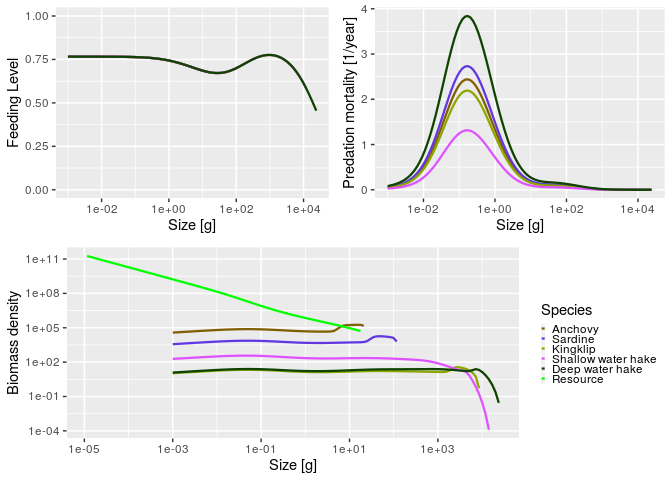 1.00
0.75
0.50
0.25
0.00
Feeding Level
1e-02
1e+00
1e+02
1e+04
Size [g]
4
3
2
1
0
Predation mortality [1/year]
1e-02
1e+00
1e+02
1e+04
Size [g]
1e+11
1e+08
1e+05
1e+02
1e-01
1e-04
Biomass density
1e-05
1e-03
1e-01
1e+01
1e+03
Size [g]
Species
Anchovy
Sardine
Kingklip
Shallow water hake
Deep water hake
Resource